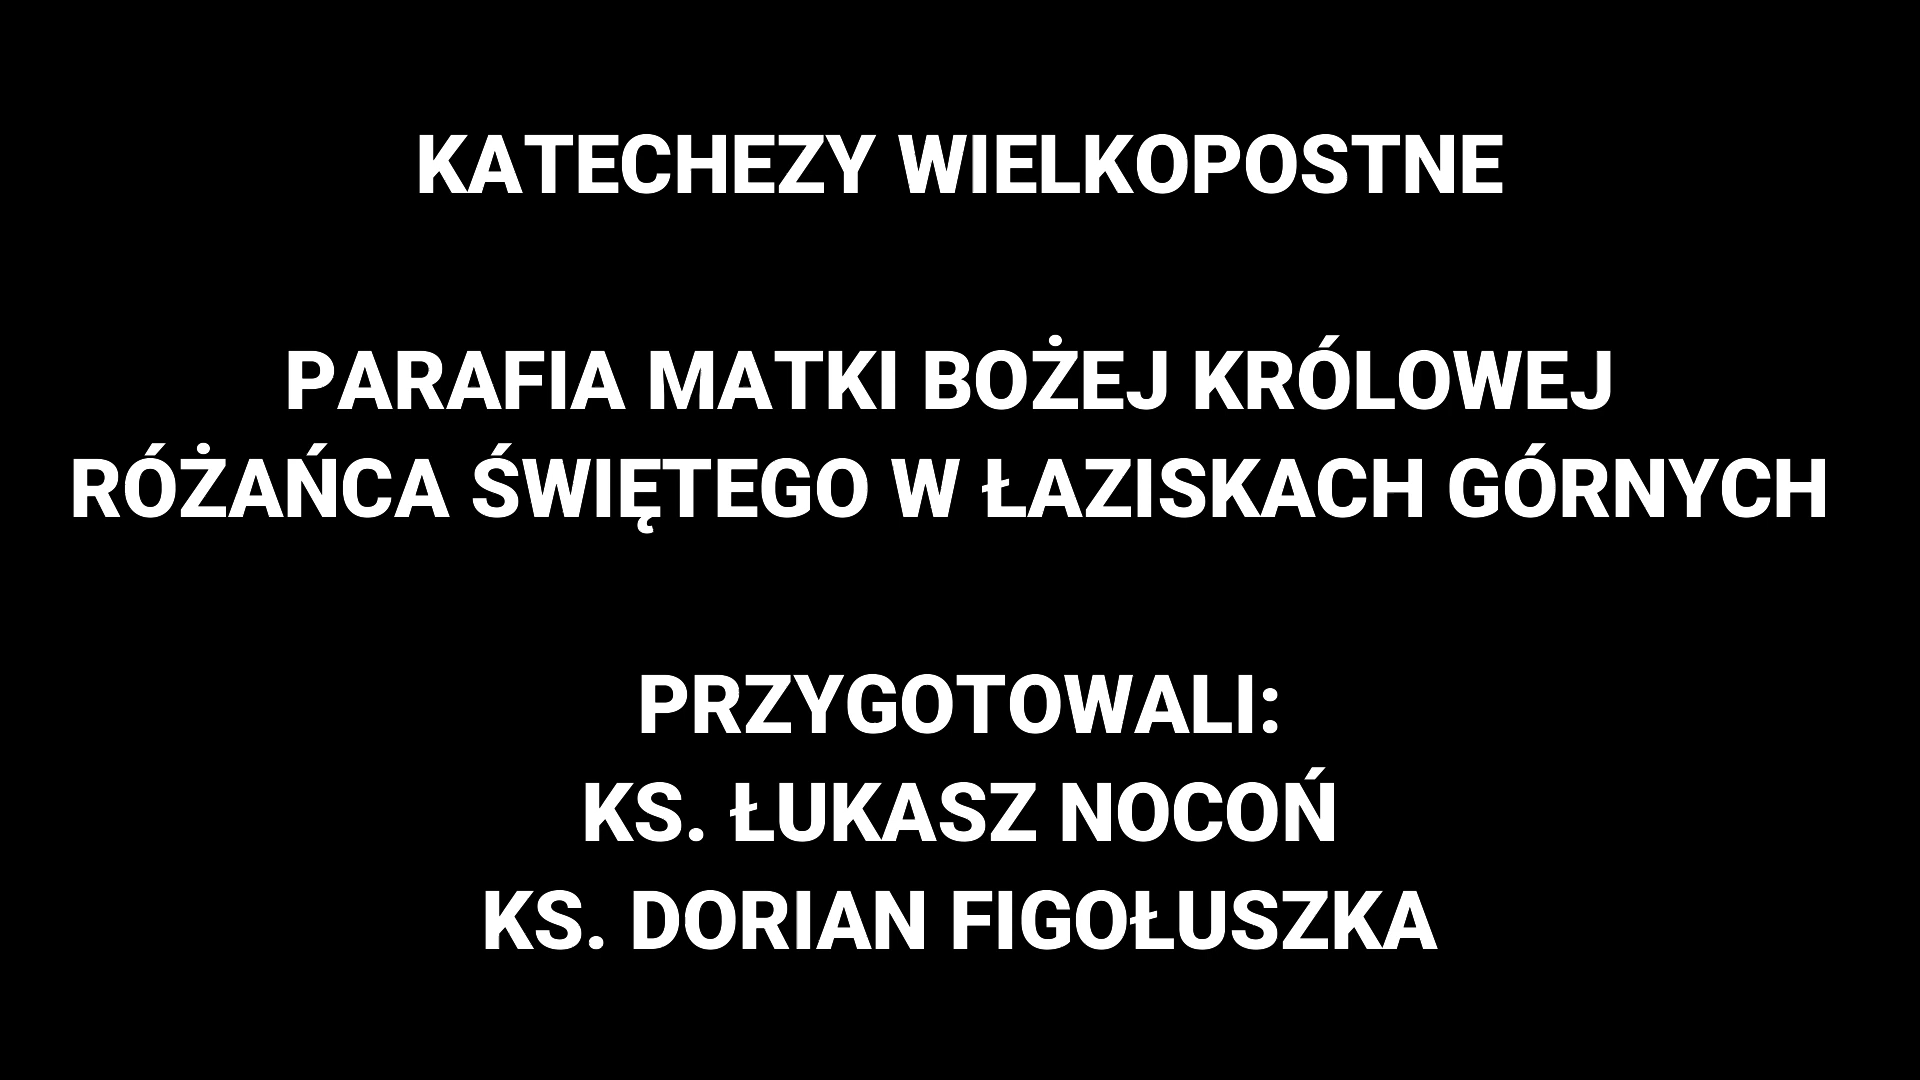 KATECHEZY WIELKOPOSTNE
PARAFIA MATKI BOŻEJ KRÓLOWEJ
RÓŻAŃCA ŚWIĘTEGO W ŁAZISKACH GÓRNYCH
PRZYGOTOWALI:
KS. ŁUKASZ NOCOŃ
KS. DORIAN FIGOŁUSZKA